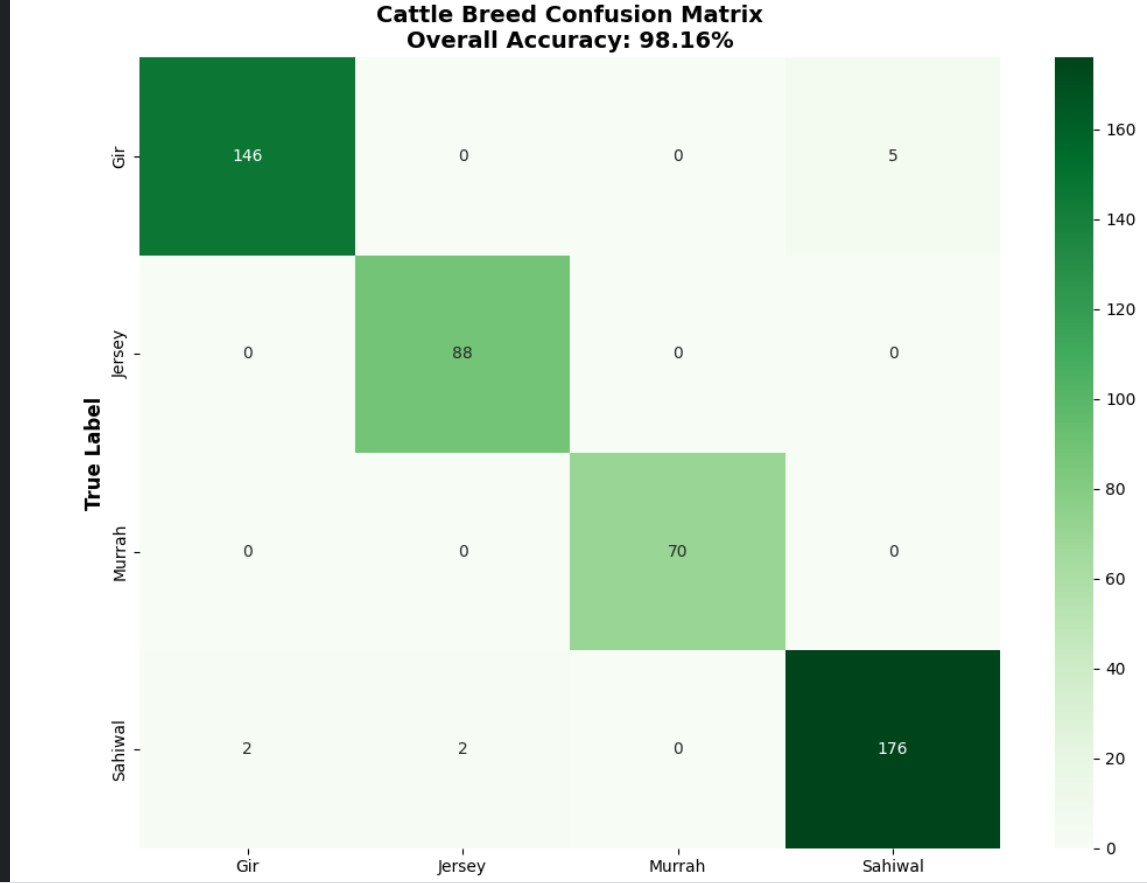 Cattle Breed Confusion Matrix
Overall Accuracy: 98.16%
True Label
Gir
146
0
0
5
Jersey
0
88
0
0
Murrah
0
0
70
0
Sahiwal
2
2
0
176
Gir
Jersey
Murrah
Sahiwal
160
140
120
100
80
60
40
20
0